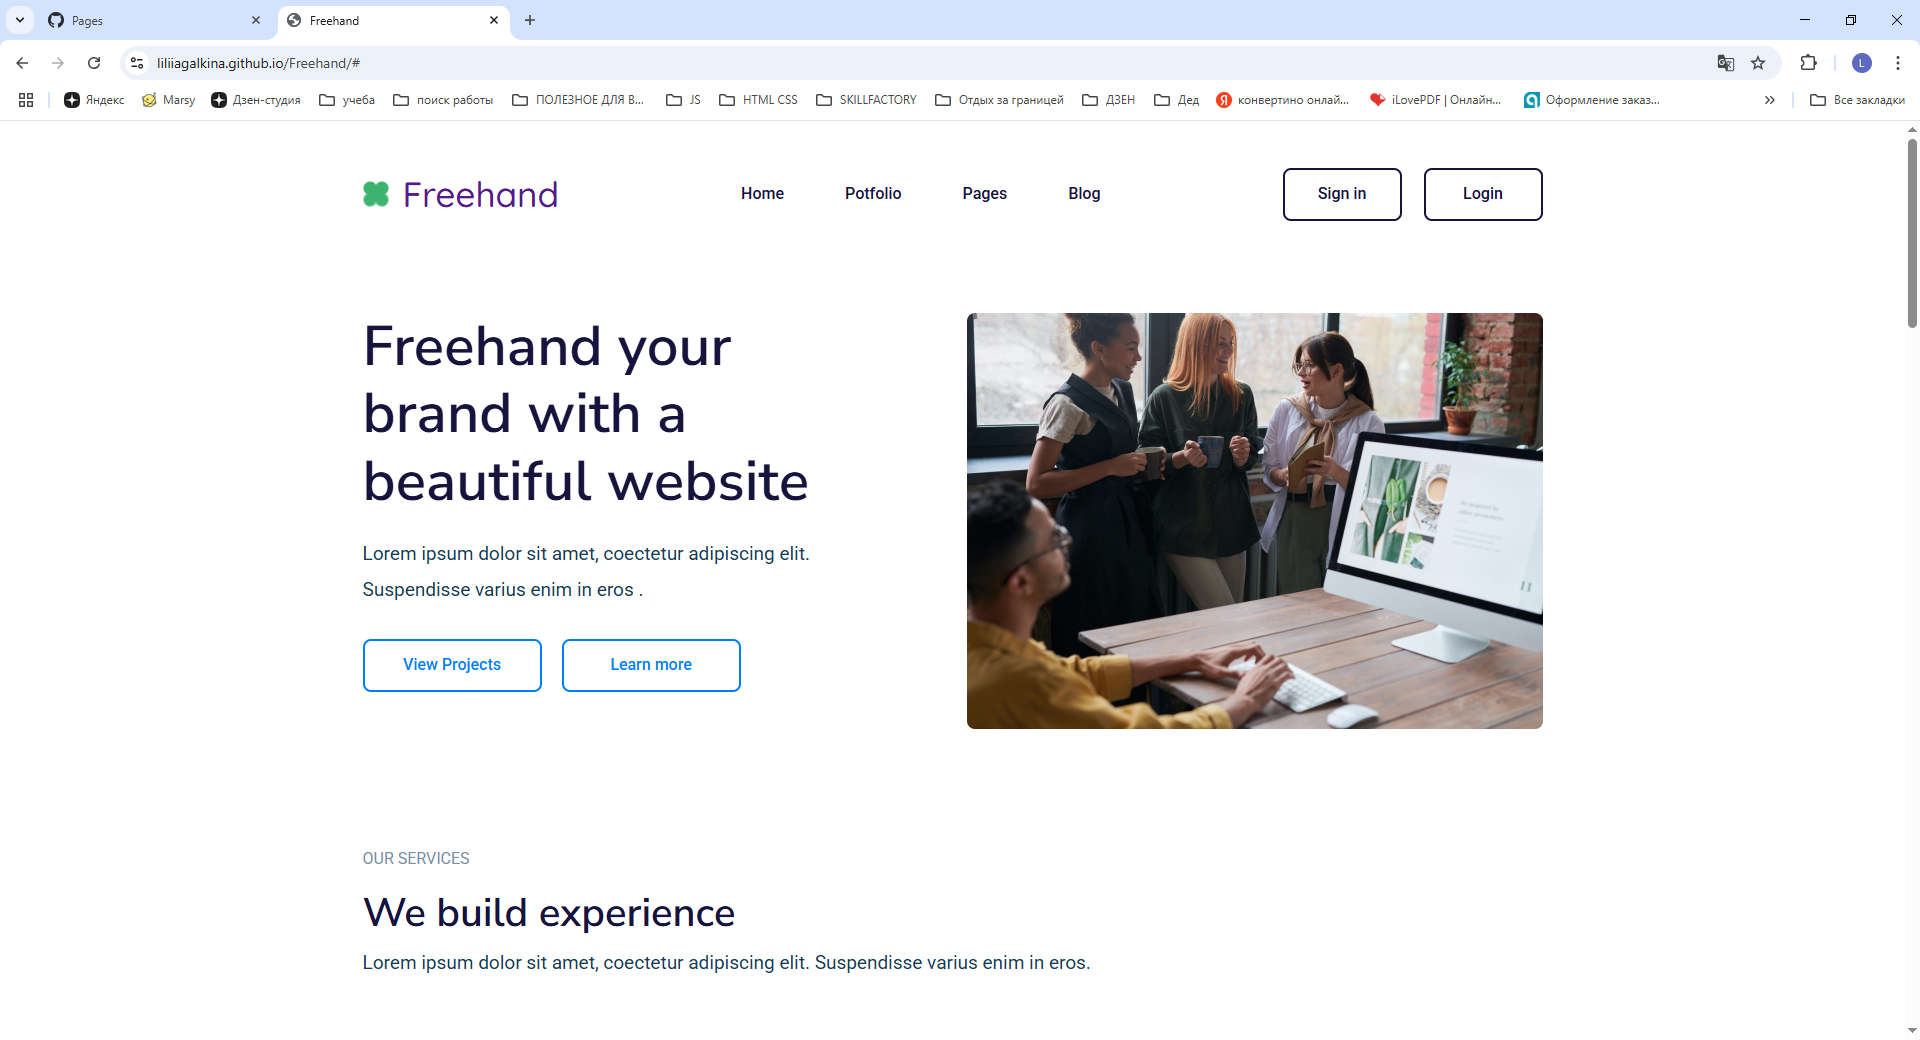 Pages
Freehand
liliiagalkina.github.io/Freehand/#
Яндекс
Marsy
Дзен-студия
учеба
поиск работы
ПОЛЕЗНОЕ ДЛЯ В...
JS
HTML CSS
SKILLFACTORY
Отдых за границей
ДЗЕН
Дед
конвертино онлай...
iLovePDF | Онлайн...
Оформление заказ...
Все закладки
L
Freehand
Home
Potfolio
Pages
Blog
Sign in
Login
Freehand your
brand with a
beautiful website
Lorem ipsum dolor sit amet, coectetur adipiscing elit.
Suspendisse varius enim in eros .
View Projects
Learn more
OUR SERVICES
We build experience
Lorem ipsum dolor sit amet, coectetur adipiscing elit. Suspendisse varius enim in eros.